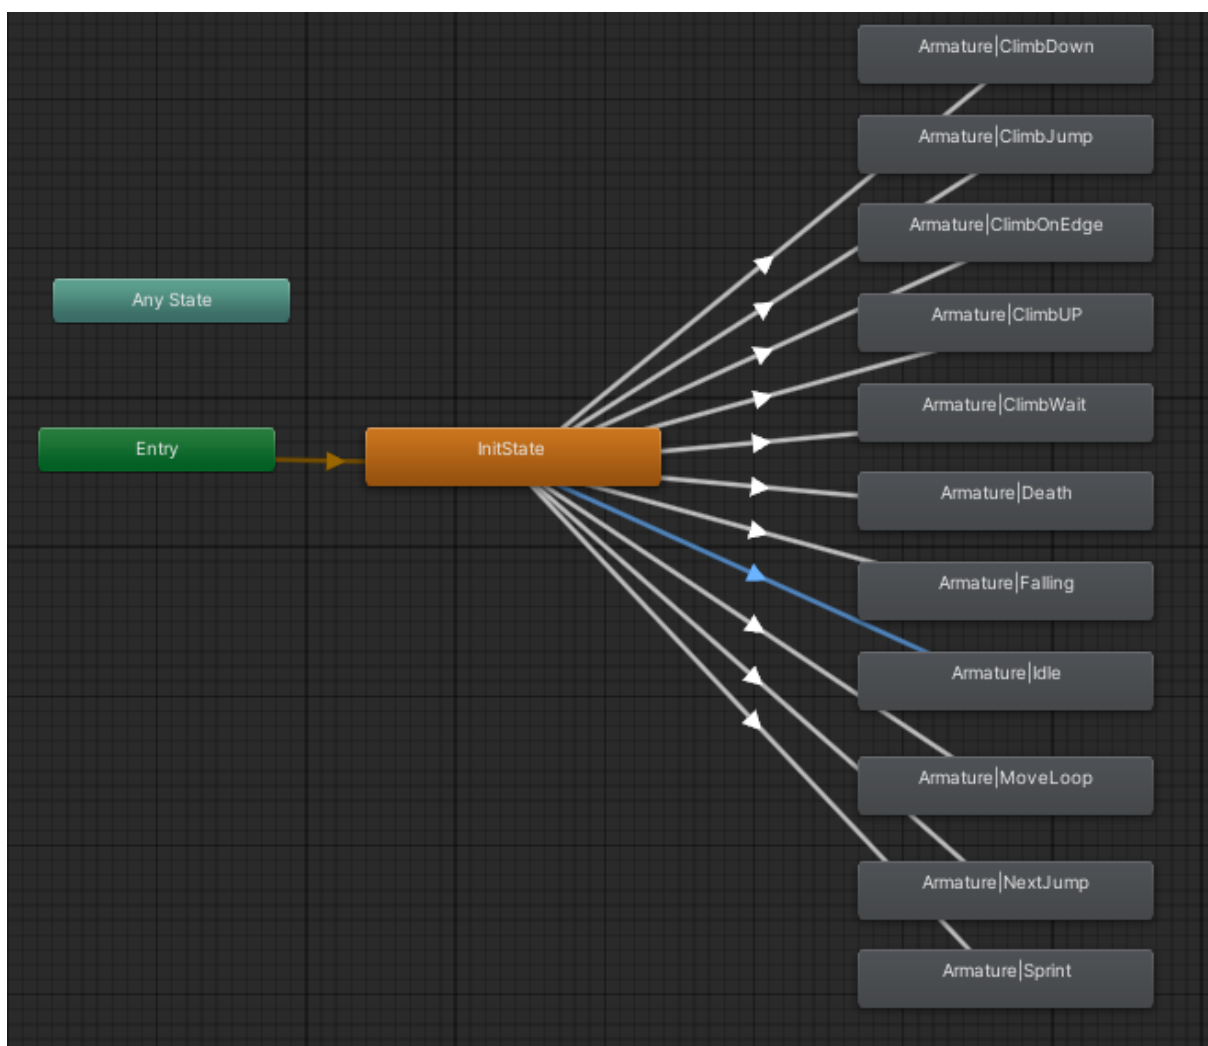 Armature|ClimbDown
Armature|ClimbJump
Armature|ClimbOnEdge
Any State
Armature|ClimbUP
Armature|ClimbWait
Entry
InitState
Armature|Death
Armature|Falling
Armature|Idle
Armature|MoveLoop
Armature|NextJump
Armature|Sprint